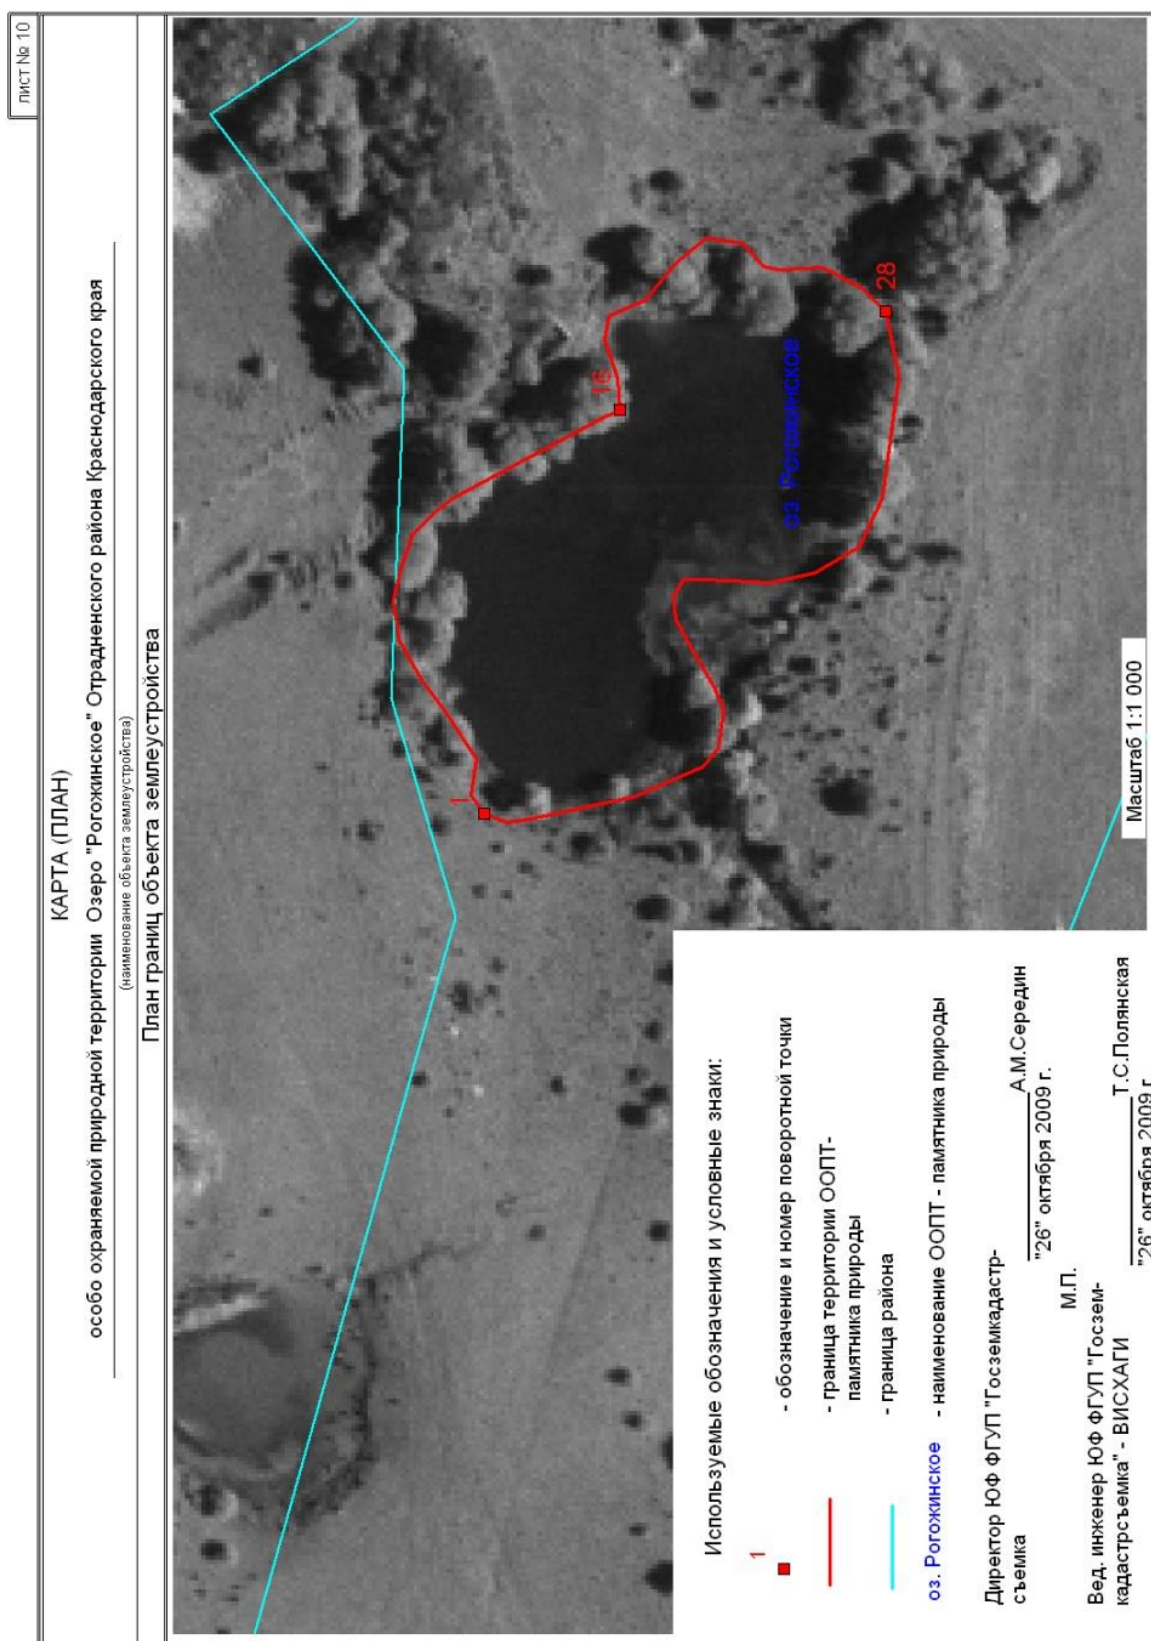 лист № 10
КАРТА (ПЛАН)
особо охраняемой природной территории Озеро "Рогожинское" Отрадненского района Краснодарского края
(наименование объекта землеустройства)
План границ объекта землеустройства
1
16
28
оз. Рогожинское
Масштаб 1:1 000
Используемые обозначения и условные знаки:
1
- обозначение и номер поворотной точки
- граница территории ООПТ-
памятника природы
- граница района
оз. Рогожинское - наименование ООПТ - памятника природы
Директор ЮФ ФГУП "Госземкадастр-
съемка А.М.Середин
"26" октября 2009 г.
М.П.
Вед. инженер ЮФ ФГУП "Госзем-
кадастрсъемка" - ВИСХАГИ Т.С.Полянская
"26" октября 2009 г.